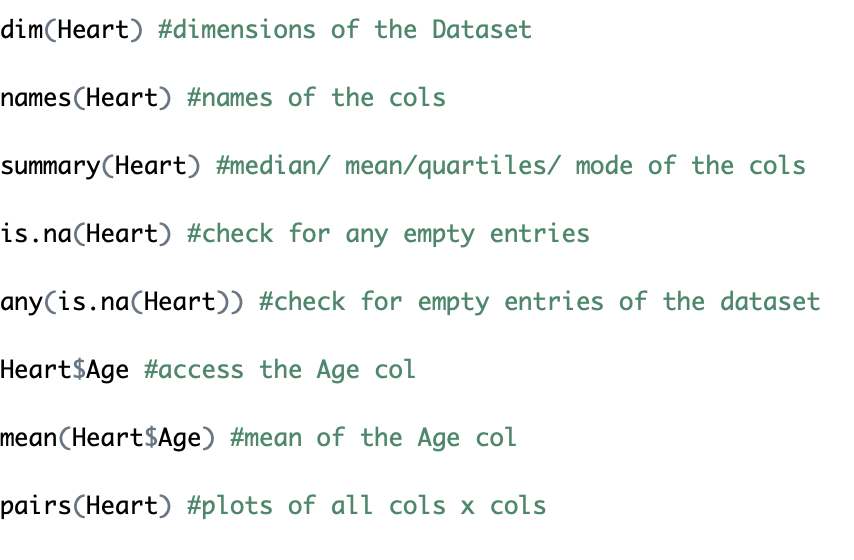 dim(Heart) #dimensions of the Dataset
names(Heart) #names of the cols
summary(Heart) #median/ mean/quartiles/ mode of the cols
is.na(Heart) #check for any empty entries
any(is.na(Heart)) #check for empty entries of the dataset
Heart$Age #access the Age col
mean(Heart$Age) #mean of the Age col
pairs(Heart) #plots of all cols x cols